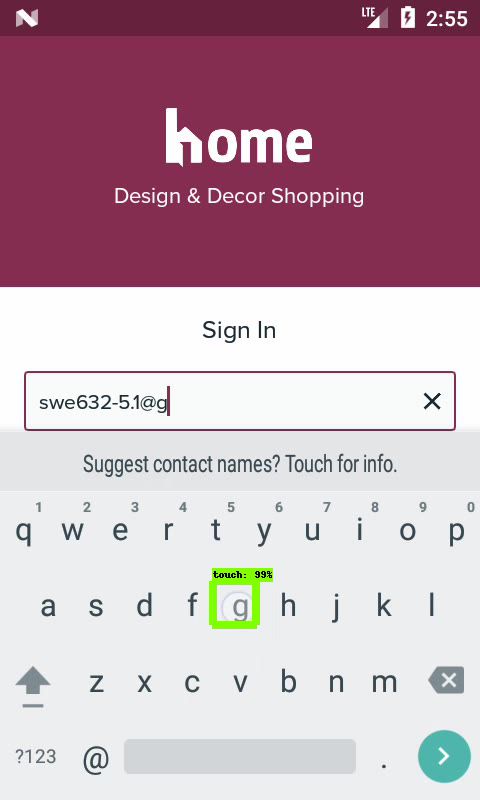 LTE 2:55
home
Design & Decor Shopping
Sign In
swe632-5.1@g
Suggest contact names? Touch for info.
1 2 3 4 5 6 7 8 9 0
q w e r t y u i o p
touch: 99%
a s d f g h j k l
z x c v b n m
?123 @ .